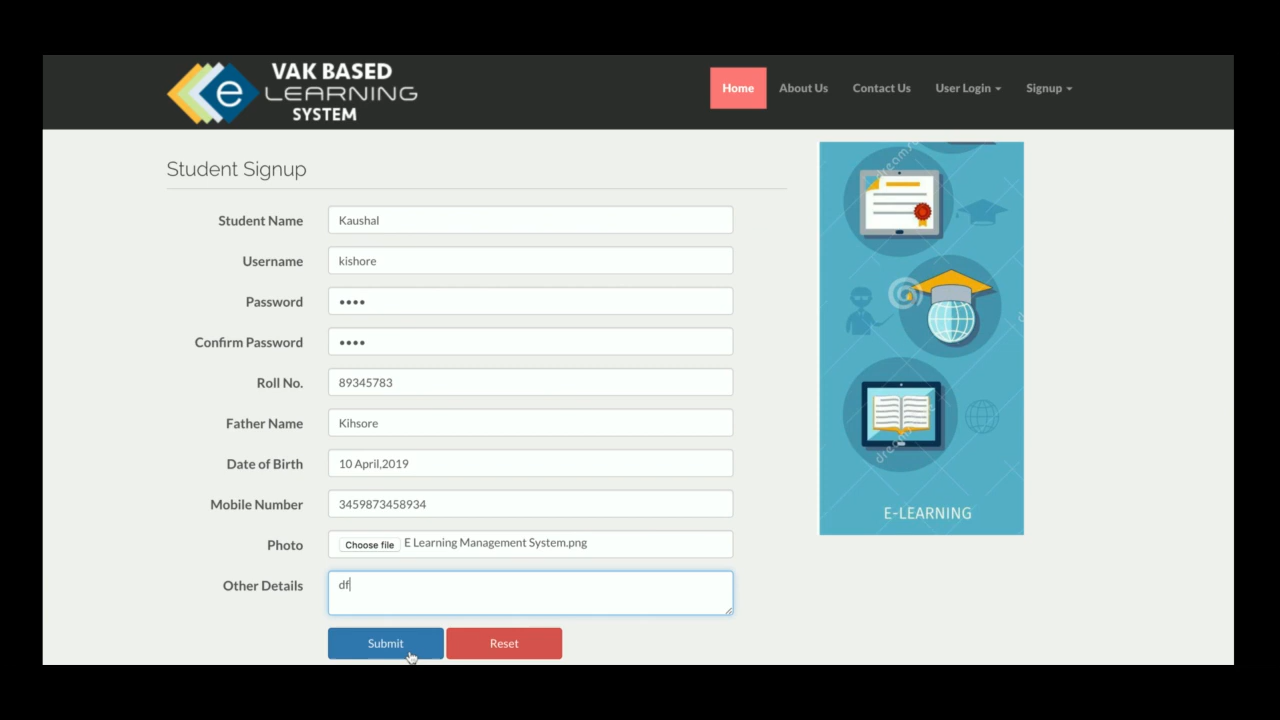 VAK BASED
LEARNING
SYSTEM
Home About Us Contact Us User Login Signup
Student Signup
Student Name Kaushal
Username kishore
Password ••••
Confirm Password ••••
Roll No. 89345783
Father Name Kihsore
Date of Birth 10 April,2019
Mobile Number 3459873458934
Photo Choose file E Learning Management System.png
Other Details df
Submit Reset
E-LEARNING